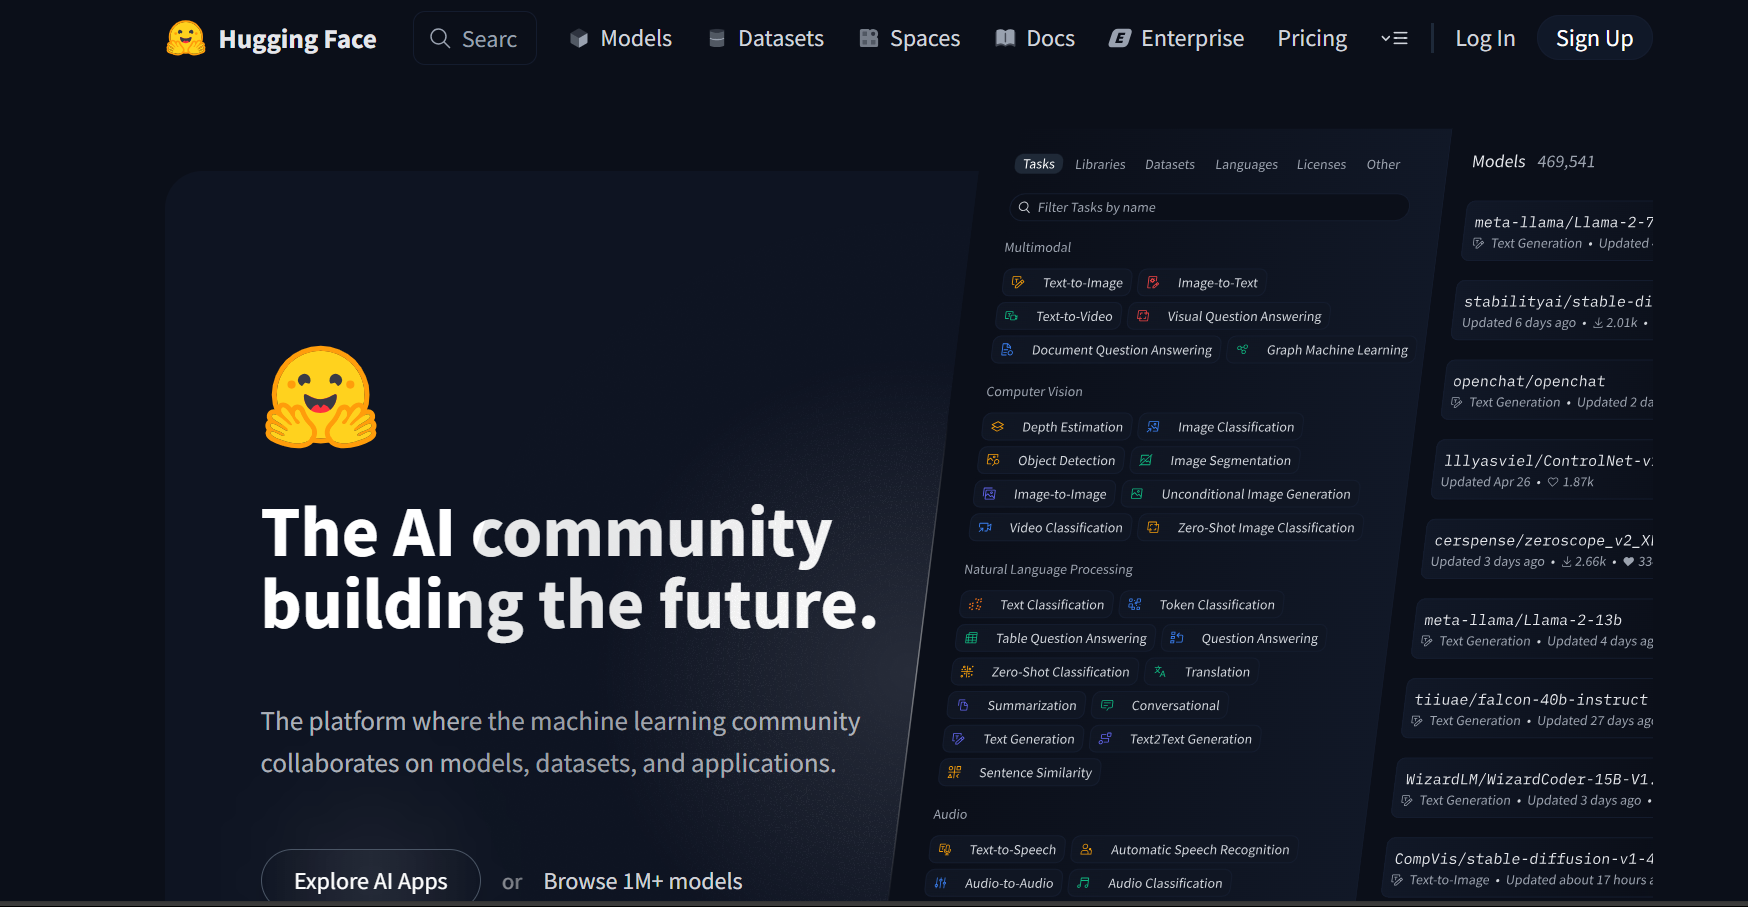 Hugging Face
Searc
Models
Datasets
Spaces
Docs
Enterprise
Pricing
Log In
Sign Up
The AI community
building the future.
The platform where the machine learning community
collaborates on models, datasets, and applications.
Explore AI Apps or Browse 1M+ models
Tasks Libraries Datasets Languages Licenses Other
Filter Tasks by name
Multimodal
Text-to-Image Image-to-Text
Text-to-Video Visual Question Answering
Document Question Answering Graph Machine Learning
Computer Vision
Depth Estimation Image Classification
Object Detection Image Segmentation
Image-to-Image Unconditional Image Generation
Video Classification Zero-Shot Image Classification
Natural Language Processing
Text Classification Token Classification
Table Question Answering Question Answering
Zero-Shot Classification Translation
Summarization Conversational
Text Generation Text2Text Generation
Sentence Similarity
Audio
Text-to-Speech Automatic Speech Recognition
Audio-to-Audio Audio Classification
Models 469,541
meta-llama/Llama-2-7
Text Generation • Updated
stabilityai/stable-di
Updated 6 days ago • 2.01k •
openchat/openchat
Text Generation • Updated 2 da
lllyasviel/ControlNet-v
Updated Apr 26 • 1.87k
cerspense/zeroscope_v2_X
Updated 3 days ago • 2.66k • 33
meta-llama/Llama-2-13b
Text Generation • Updated 4 days ag
tiiuae/falcon-40b-instruct
Text Generation • Updated 27 days ag
WizardLM/WizardCoder-15B-V1.
Text Generation • Updated 3 days ago •
CompVis/stable-diffusion-v1-4
Text-to-Image • Updated about 17 hours a